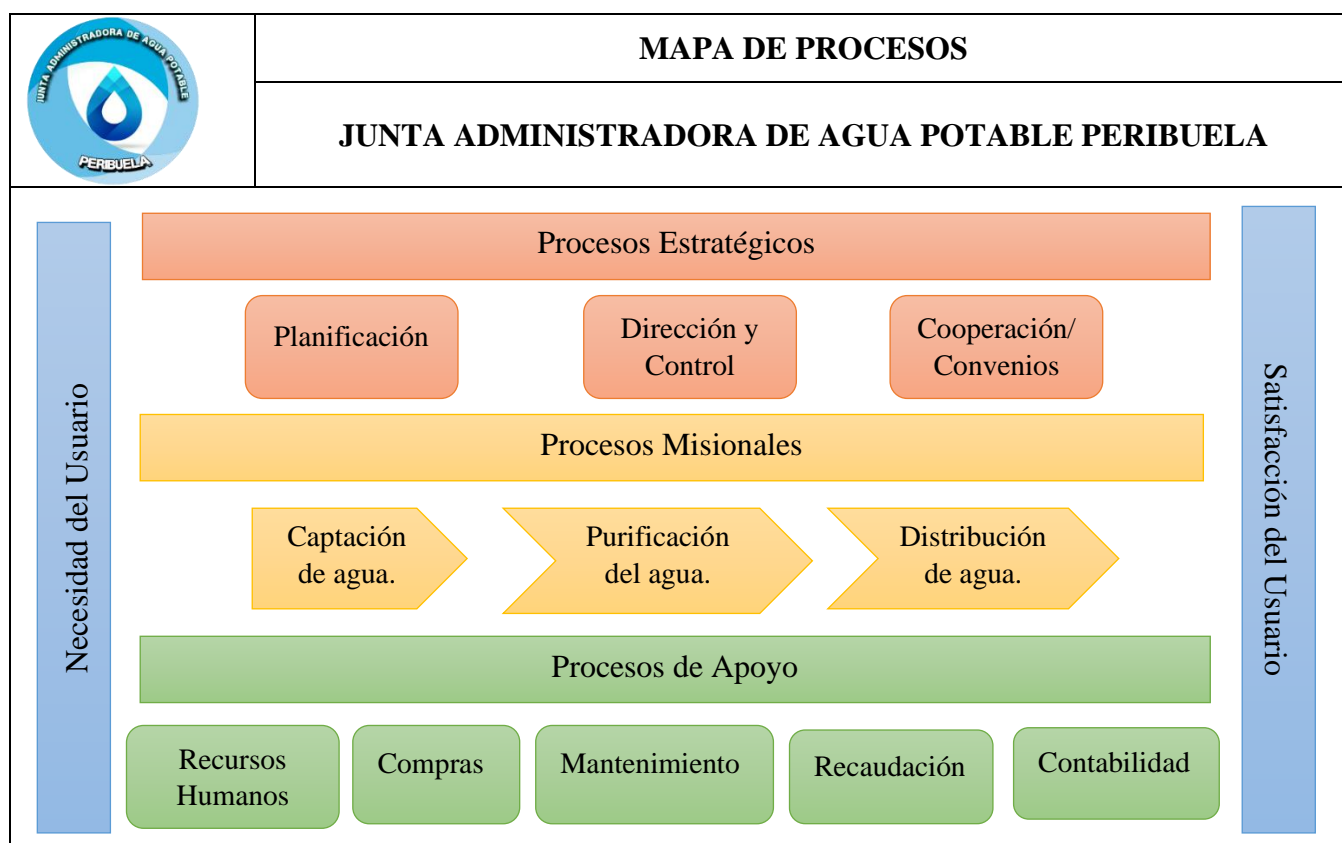 JUNTA ADMINISTRADORA DE AGUA POTABLE
PERIBUELA
MAPA DE PROCESOS
JUNTA ADMINISTRADORA DE AGUA POTABLE PERIBUELA
Necesidad del Usuario
Procesos Estratégicos
Planificación
Dirección y
Control
Cooperación/
Convenios
Procesos Misionales
Captación
de agua.
Purificación
del agua.
Distribución
de agua.
Procesos de Apoyo
Recursos
Humanos
Compras
Mantenimiento
Recaudación
Contabilidad
Satisfacción del Usuario